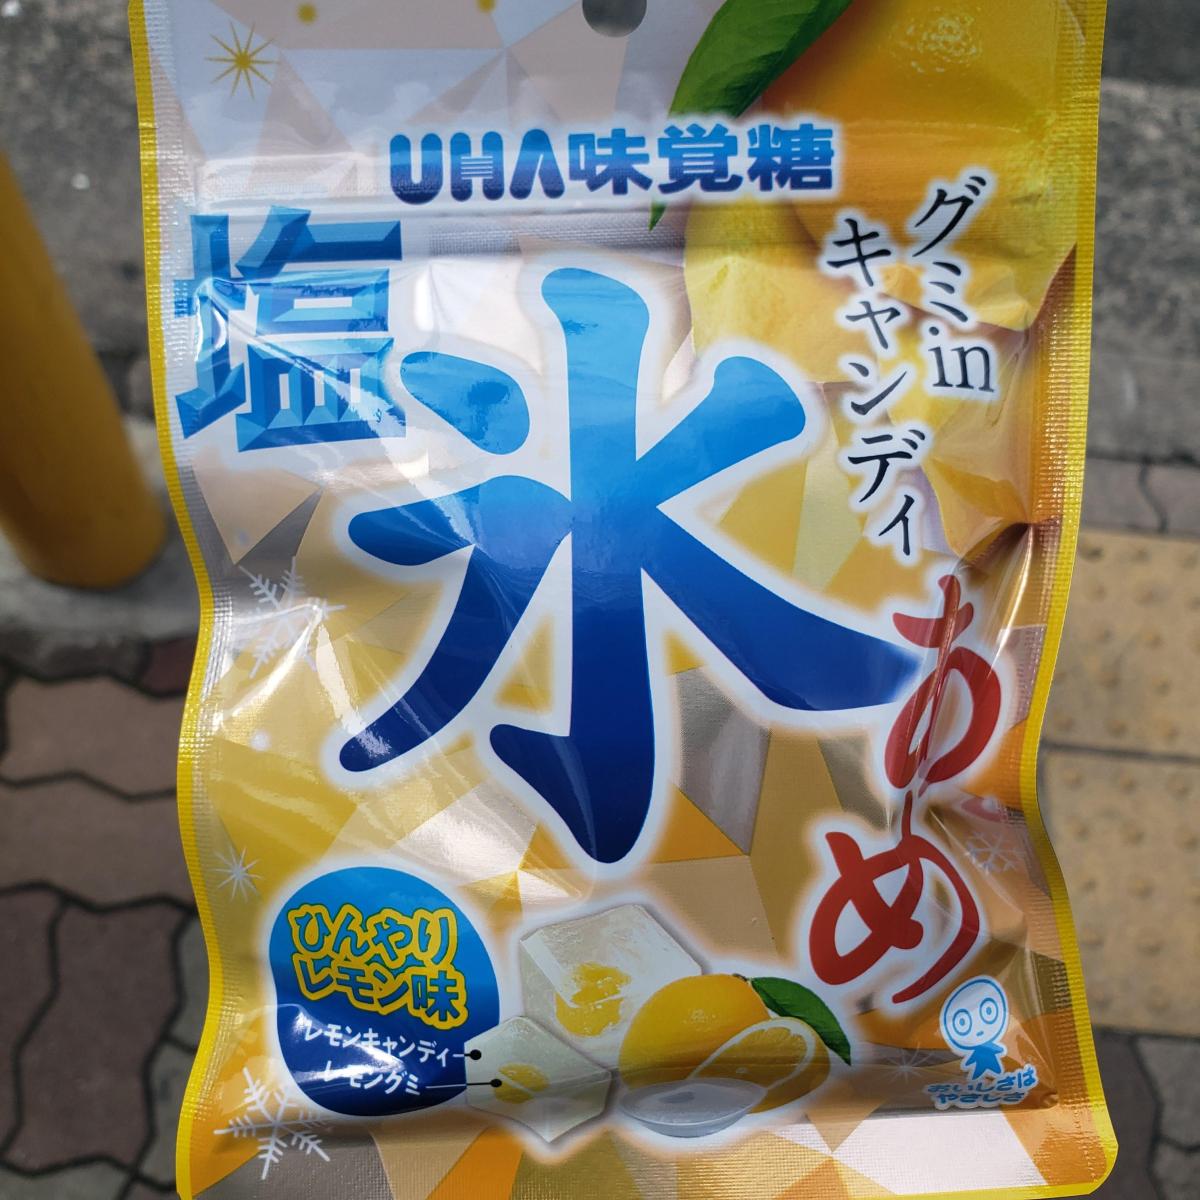 UHA味覚糖
塩
氷
あめ
グミin
キャンディ
ひんやり
レモン味
レモンキャンディ
レモングミ
おいしさは
やさしさ